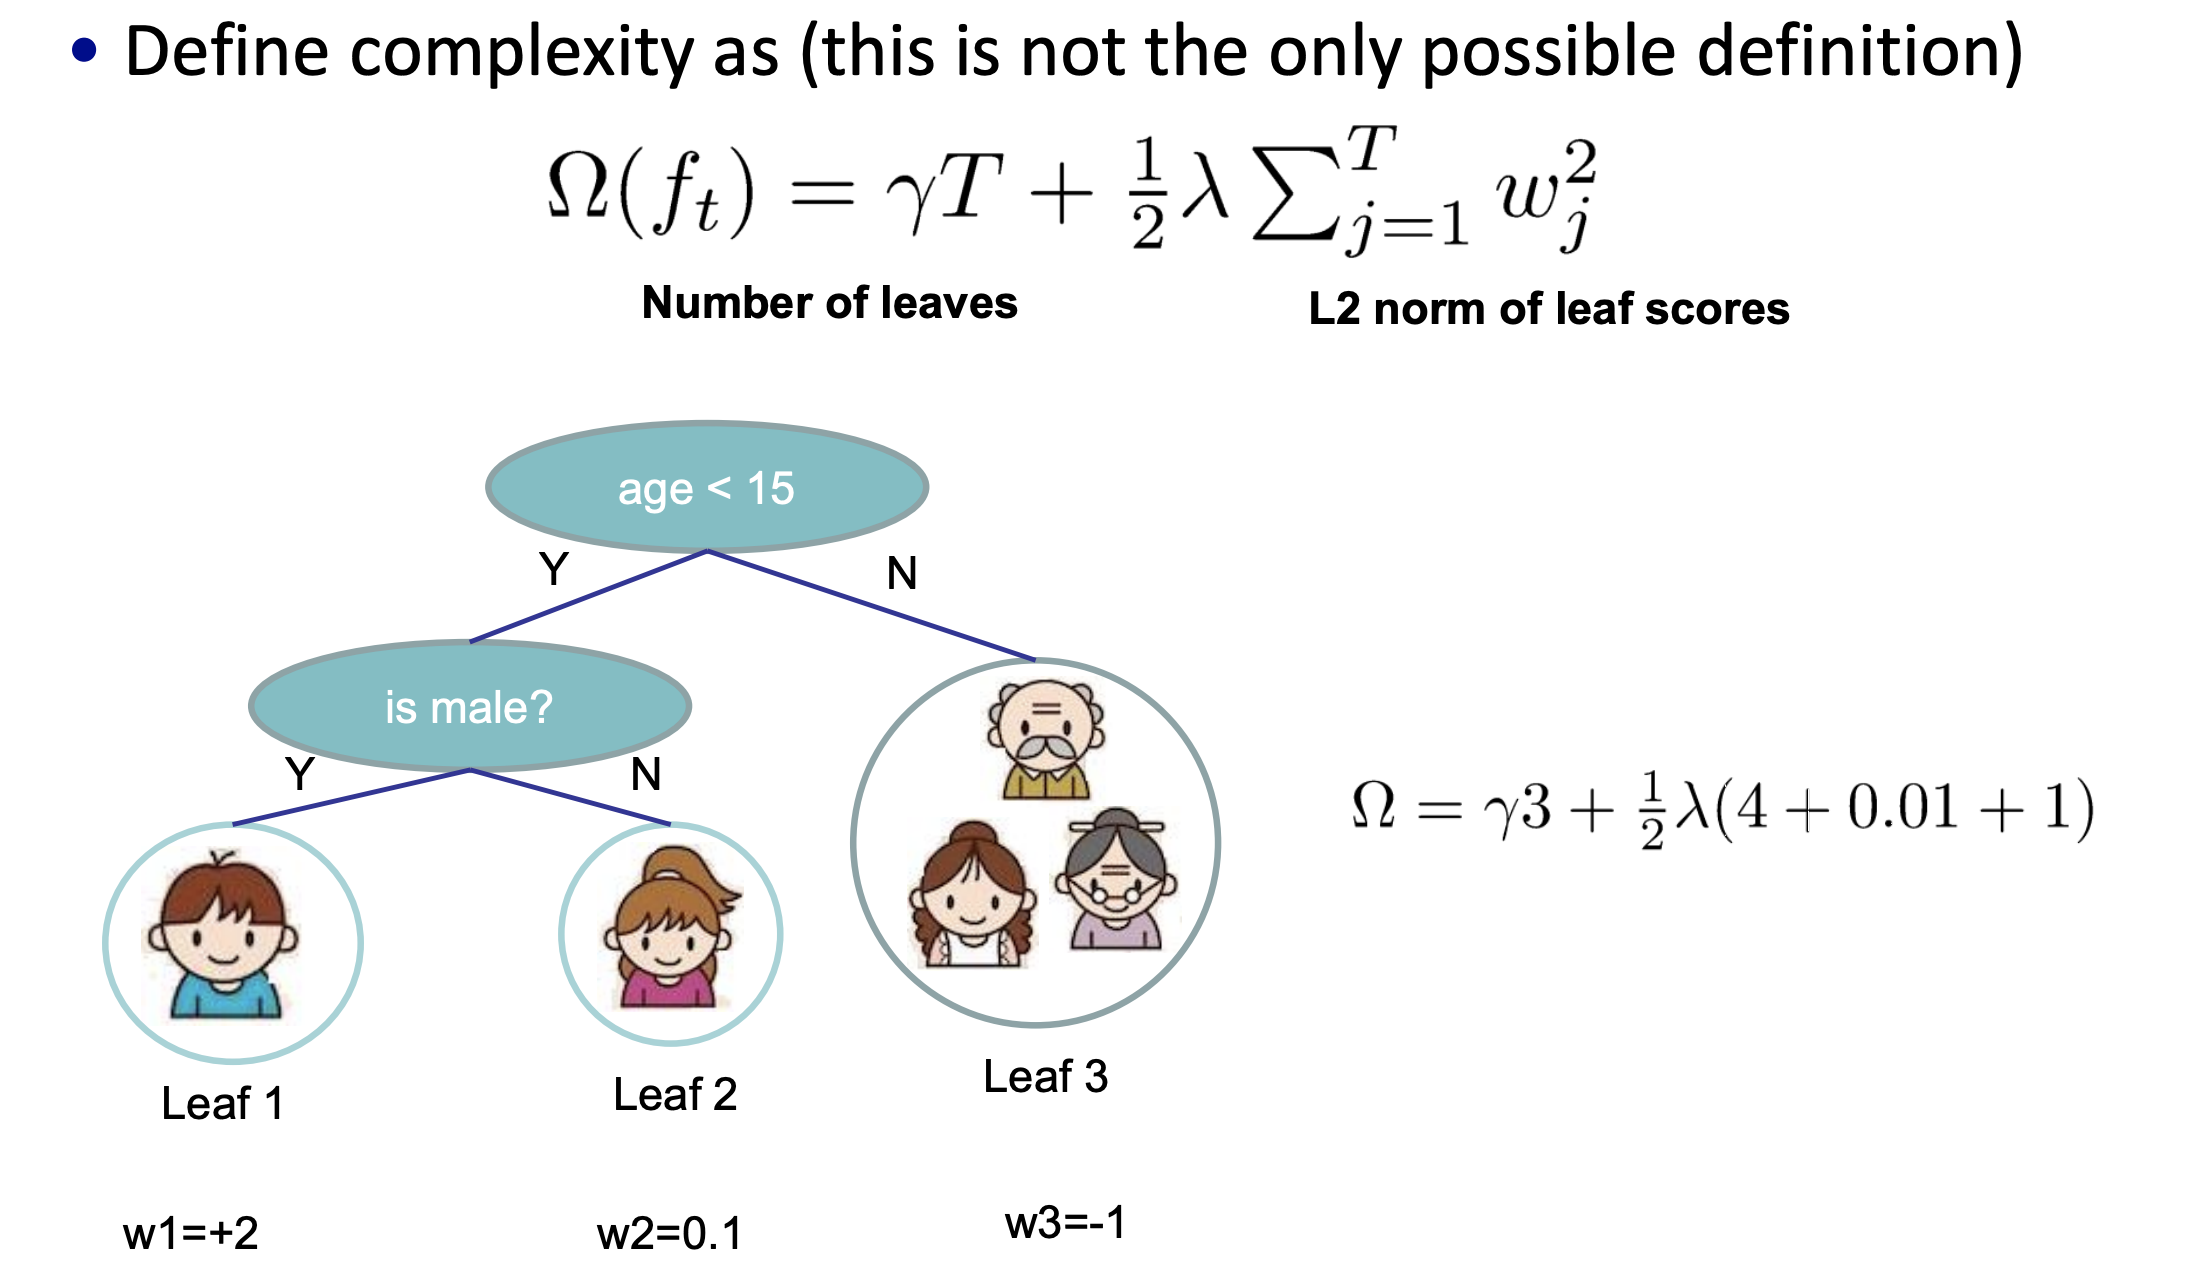 • Define complexity as (this is not the only possible definition)
Ω(f_t) = γT + ½λ∑_{j=1}^{T} w_j^2
Number of leaves
L2 norm of leaf scores
age < 15
Y
N
is male?
Y
N
Ω = γ3 + ½λ(4 + 0.01 + 1)
Leaf 1
Leaf 2
Leaf 3
w1=+2
w2=0.1
w3=-1